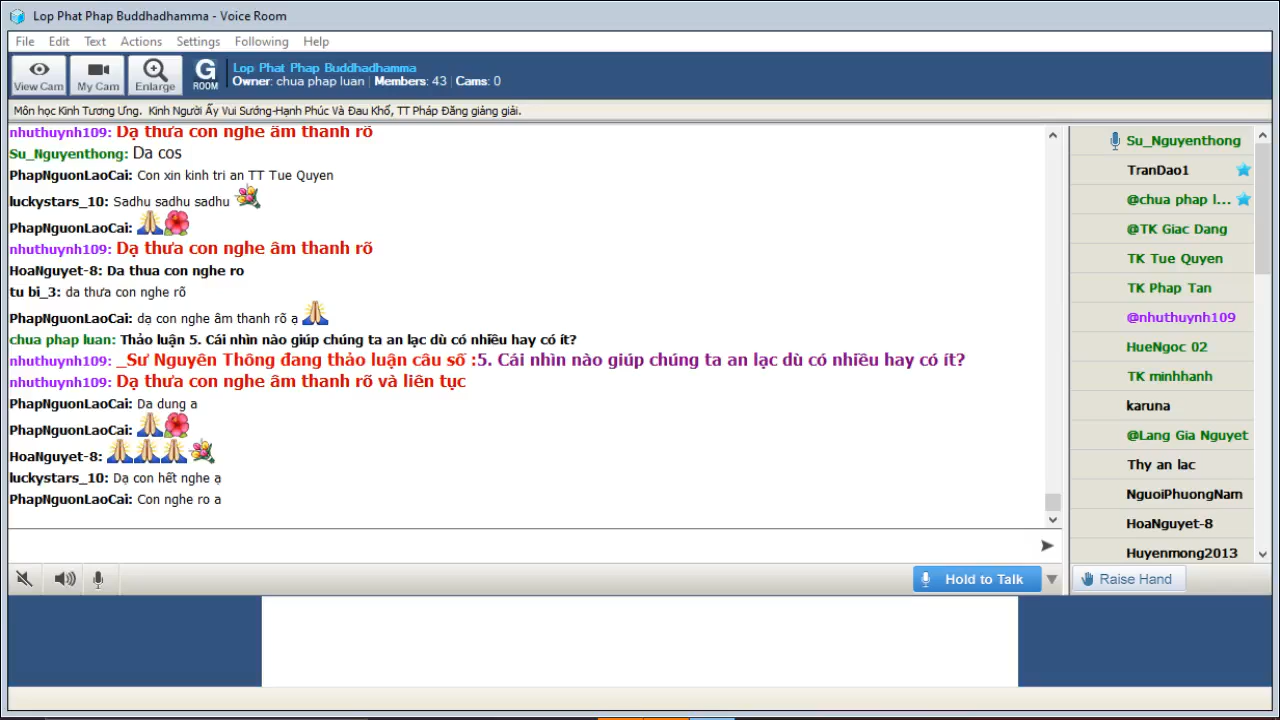 Lop Phat Phap Buddhadhamma - Voice Room
File Edit Text Actions Settings Following Help
View Cam My Cam Enlarge G ROOM
Lop Phat Phap Buddhadhamma
Owner: chua phap luan | Members: 43 | Cams: 0
Môn học Kinh Tương Ưng. Kinh Người Ấy Vui Sướng-Hạnh Phúc Và Đau Khổ, TT Pháp Đăng giảng giải.
nhuthuynh109: Dạ thưa con nghe âm thanh rõ
Su_Nguyenthong: Da cos
PhapNguonLaoCai: Con xin kinh tri an TT Tue Quyen
luckystars_10: Sadhu sadhu sadhu
PhapNguonLaoCai:
nhuthuynh109: Dạ thưa con nghe âm thanh rõ
HoaNguyet-8: Da thua con nghe ro
tu bi_3: da thưa con nghe rõ
PhapNguonLaoCai: dạ con nghe âm thanh rõ ạ
chua phap luan: Thảo luận 5. Cái nhìn nào giúp chúng ta an lạc dù có nhiều hay có ít?
nhuthuynh109: _Sư Nguyên Thông đang thảo luận câu số :5. Cái nhìn nào giúp chúng ta an lạc dù có nhiều hay có ít?
nhuthuynh109: Dạ thưa con nghe âm thanh rõ và liên tục
PhapNguonLaoCai: Da dung a
PhapNguonLaoCai:
HoaNguyet-8:
luckystars_10: Dạ con hết nghe ạ
PhapNguonLaoCai: Con nghe ro a
Hold to Talk
Su_Nguyenthong
TranDao1
@chua phap l...
@TK Giac Dang
TK Tue Quyen
TK Phap Tan
@nhuthuynh109
HueNgoc 02
TK minhhanh
karuna
@Lang Gia Nguyet
Thy an lac
NguoiPhuongNam
HoaNguyet-8
Huyenmong2013
Raise Hand